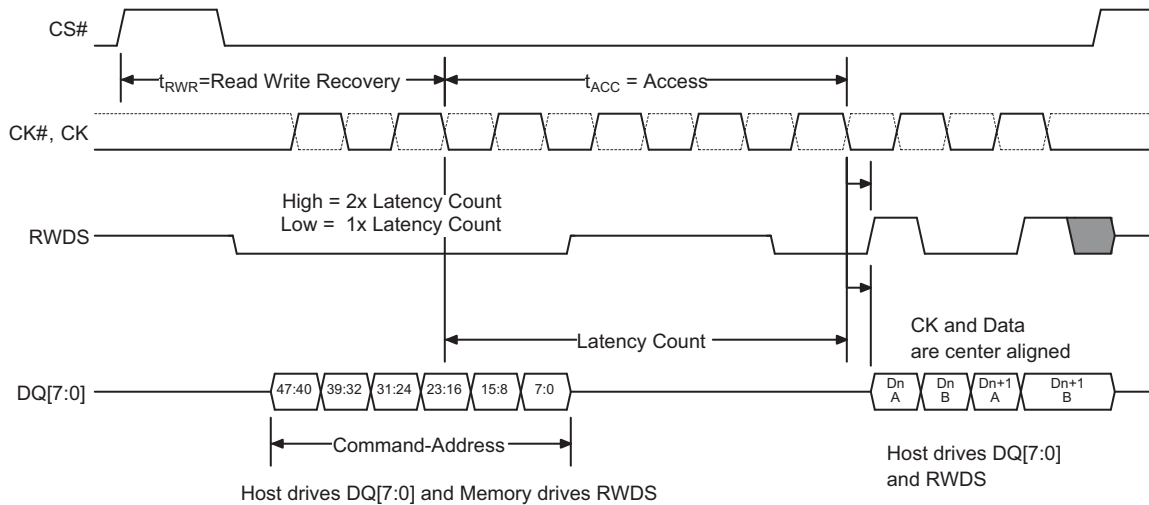 CS#
tRWR=Read Write Recovery
tACC = Access
CK#, CK
High = 2x Latency Count
Low = 1x Latency Count
RWDS
Latency Count
CK and Data
are center aligned
DQ[7:0]
47:40 39:32 31:24 23:16 15:8 7:0
Dn
A
Dn
B
Dn+1
A
Dn+1
B
Command-Address
Host drives DQ[7:0]
and RWDS
Host drives DQ[7:0] and Memory drives RWDS